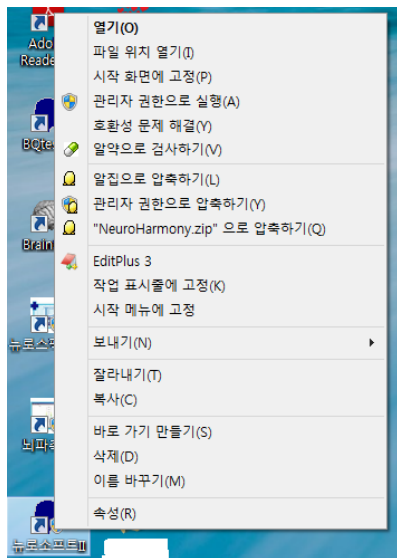 Ado
Reade
BQte
Brain
뉴로소
뇌파
뉴로소프트II
열기(O)
파일 위치 열기(I)
시작 화면에 고정(P)
관리자 권한으로 실행(A)
호환성 문제 해결(Y)
알약으로 검사하기(V)
알집으로 압축하기(L)
관리자 권한으로 압축하기(Y)
"NeuroHarmony.zip" 으로 압축하기(Q)
EditPlus 3
작업 표시줄에 고정(K)
시작 메뉴에 고정
보내기(N)
잘라내기(T)
복사(C)
바로 가기 만들기(S)
삭제(D)
이름 바꾸기(M)
속성(R)